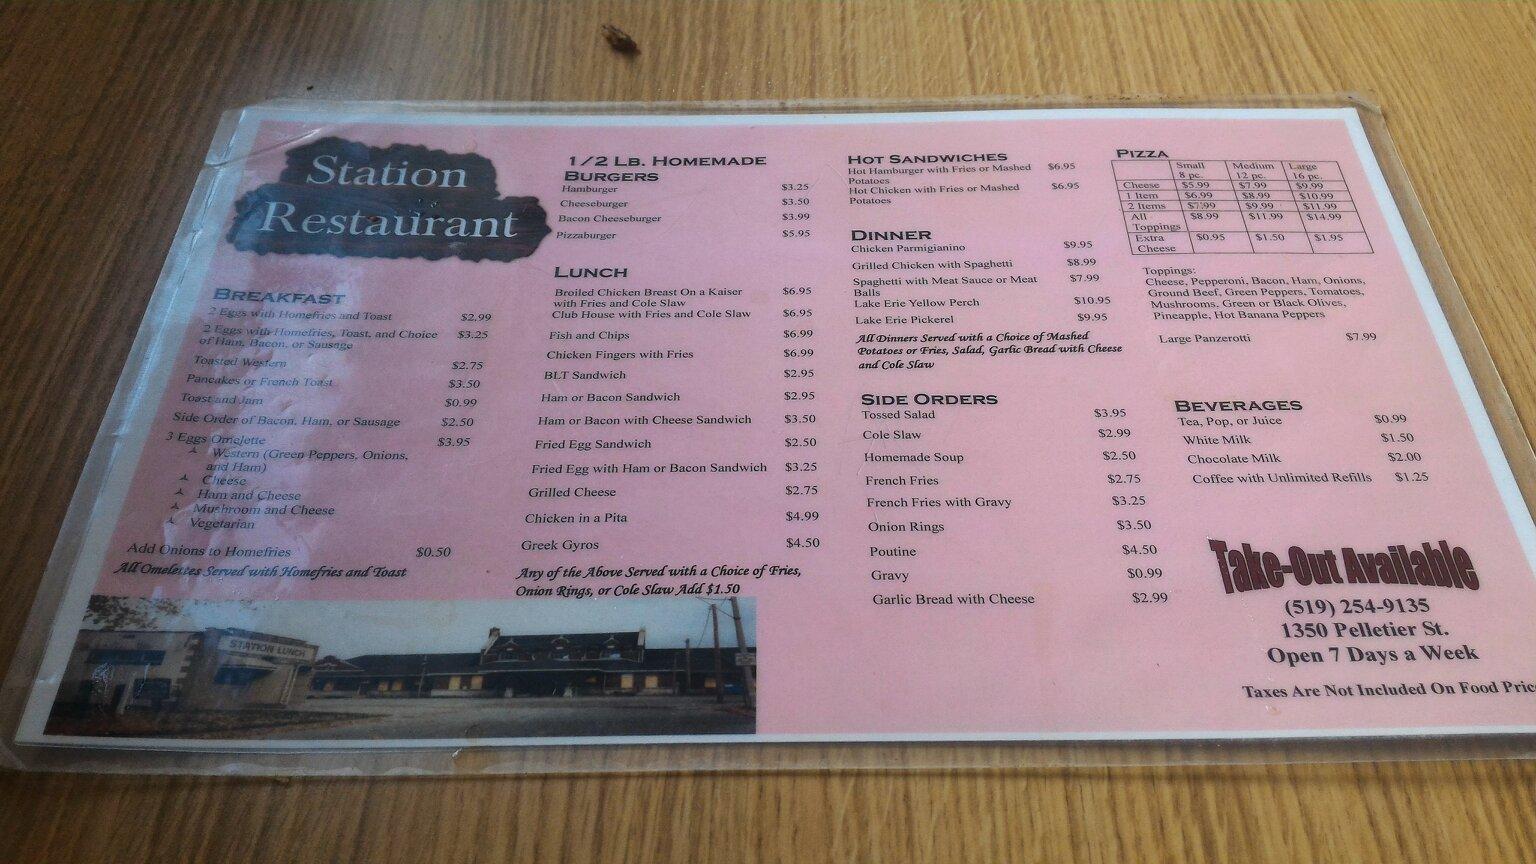 Station
Restaurant
BREAKFAST
2 Eggs with Homefries and Toast $2.99
2 Eggs with Homefries, Toast, and Choice $3.25
of Ham, Bacon, or Sausage
Toasted Western $2.75
Pancakes or French Toast $3.50
Toast and Jam $0.99
Side Order of Bacon, Ham, or Sausage $2.50
3 Eggs Omelette $3.95
Western (Green Peppers, Onions,
and Ham)
Cheese
Ham and Cheese
Mushroom and Cheese
Vegetarian
Add Onions to Homefries $0.50
All Omelettes Served with Homefries and Toast
STATION LUNCH
1/2 LB. HOMEMADE
BURGERS
Hamburger $3.25
Cheeseburger $3.50
Bacon Cheeseburger $3.99
Pizzaburger $5.95
LUNCH
Broiled Chicken Breast On a Kaiser $6.95
with Fries and Cole Slaw
Club House with Fries and Cole Slaw $6.95
Fish and Chips $6.99
Chicken Fingers with Fries $6.99
BLT Sandwich $2.95
Ham or Bacon Sandwich $2.95
Ham or Bacon with Cheese Sandwich $3.50
Fried Egg Sandwich $2.50
Fried Egg with Ham or Bacon Sandwich $3.25
Grilled Cheese $2.75
Chicken in a Pita $4.99
Greek Gyros $4.50
Any of the Above Served with a Choice of Fries,
Onion Rings, or Cole Slaw Add $1.50
HOT SANDWICHES
Hot Hamburger with Fries or Mashed $6.95
Potatoes
Hot Chicken with Fries or Mashed $6.95
Potatoes
DINNER
Chicken Parmigianino $9.95
Grilled Chicken with Spaghetti $8.99
Spaghetti with Meat Sauce or Meat $7.99
Balls
Lake Erie Yellow Perch $10.95
Lake Erie Pickerel $9.95
All Dinners Served with a Choice of Mashed
Potatoes or Fries, Salad, Garlic Bread with Cheese
and Cole Slaw
SIDE ORDERS
Tossed Salad $3.95
Cole Slaw $2.99
Homemade Soup $2.50
French Fries $2.75
French Fries with Gravy $3.25
Onion Rings $3.50
Poutine $4.50
Gravy $0.99
Garlic Bread with Cheese $2.99
PIZZA
Small Medium Large
8 pc. 12 pc. 16 pc.
Cheese $5.99 $7.99 $9.99
1 Item $6.99 $8.99 $10.99
2 Items $7.99 $9.99 $11.99
All $8.99 $11.99 $14.99
Toppings
Extra $0.95 $1.50 $1.95
Cheese
Toppings:
Cheese, Pepperoni, Bacon, Ham, Onions,
Ground Beef, Green Peppers, Tomatoes,
Mushrooms, Green or Black Olives,
Pineapple, Hot Banana Peppers
Large Panzerotti $7.99
BEVERAGES
Tea, Pop, or Juice $0.99
White Milk $1.50
Chocolate Milk $2.00
Coffee with Unlimited Refills $1.25
Take-Out Available
(519) 254-9135
1350 Pelletier St.
Open 7 Days a Week
Taxes Are Not Included On Food Pric